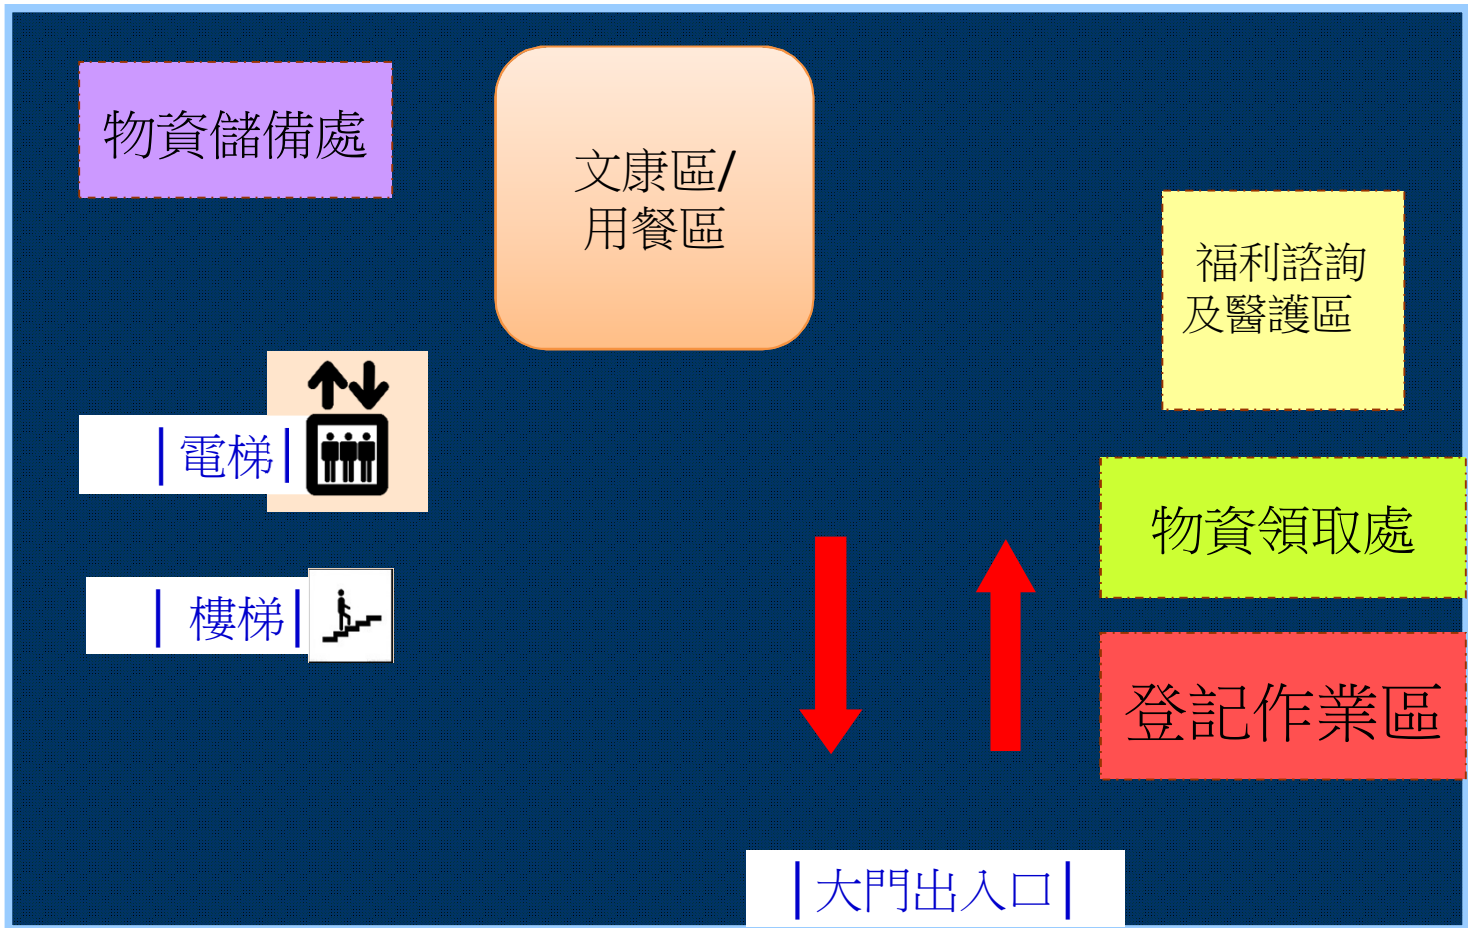 物資儲備處
文康區/
用餐區
福利諮詢
及醫護區
電梯
物資領取處
樓梯
登記作業區
大門出入口